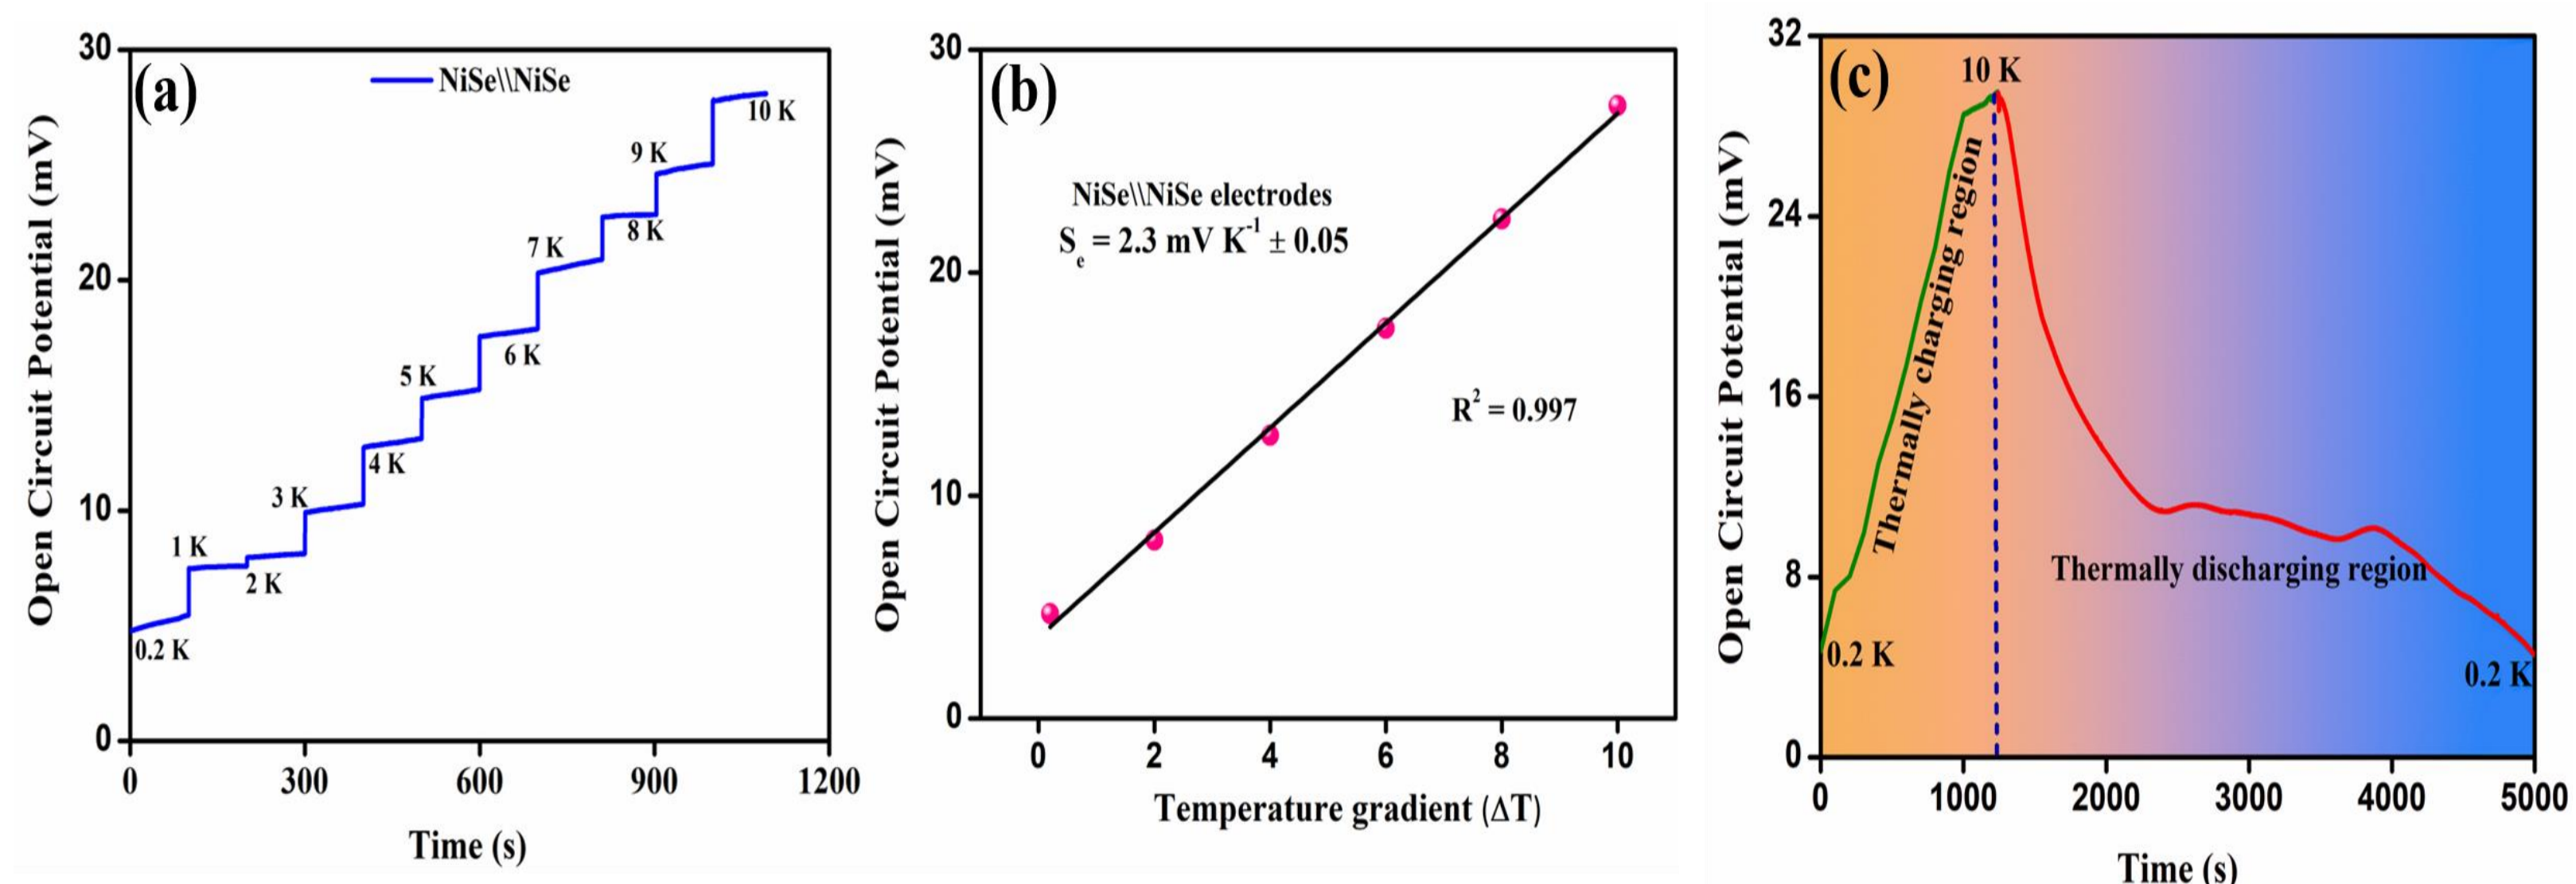 (a)
NiSe\\NiSe
30
20
10
0
Open Circuit Potential (mV)
0.2 K
1 K
2 K
3 K
4 K
5 K
6 K
7 K
8 K
9 K
10 K
0 300 600 900 1200
Time (s)
(b)
30
20
10
0
Open Circuit Potential (mV)
NiSe\\NiSe electrodes
Sₑ = 2.3 mV K⁻¹ ± 0.05
R² = 0.997
0 2 4 6 8 10
Temperature gradient (ΔT)
(c)
32
24
16
8
0
Open Circuit Potential (mV)
10 K
Thermally charging region
Thermally discharging region
0.2 K
0.2 K
0 1000 2000 3000 4000 5000
Time (s)